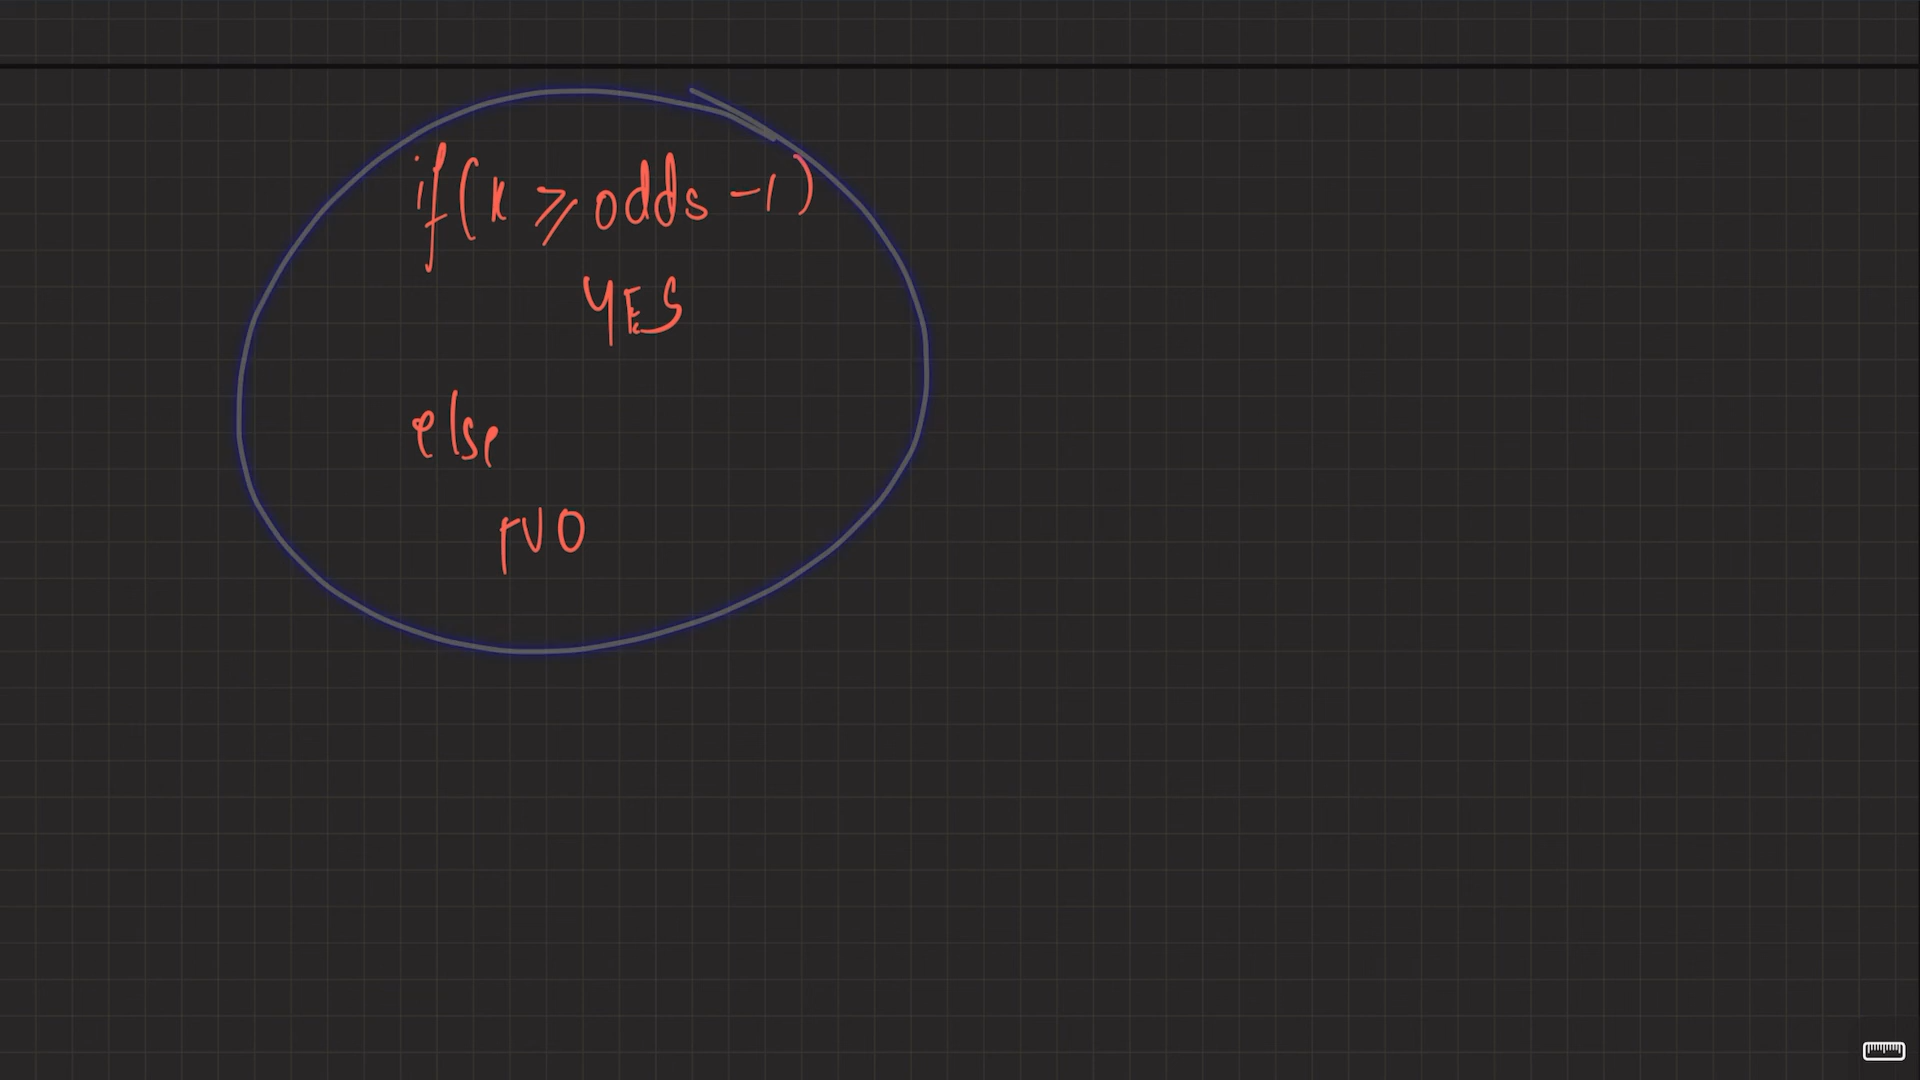 if (k ⩾ odds -1)
YES
else
NO